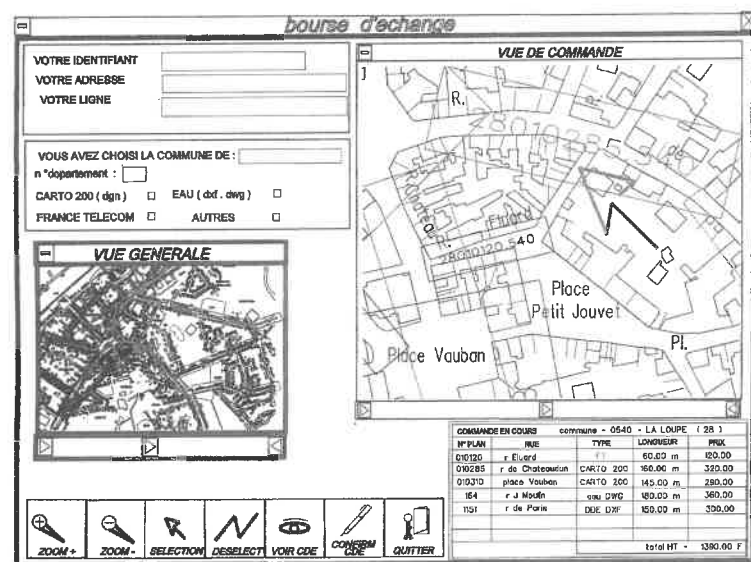 bourse d'echange
VOTRE IDENTIFIANT
VOTRE ADRESSE
VOTRE LIGNE
VOUS AVEZ CHOISI LA COMMUNE DE :
n °departement :
CARTO 200 ( dgn )
EAU ( dxf . dwg )
FRANCE TELECOM
AUTRES
VUE GENERALE
VUE DE COMMANDE
R.
2801028
R.
Eluard
28010120.540
Place
Petit Jouvet
Place Vauban
Pl.
COMMANDE EN COURS commune - 0540 - LA LOUPE ( 28 )
N° PLAN RUE TYPE LONGUEUR PRIX
010120 r Eluard FT 60.00 m 120.00
010285 r de Chateaudun CARTO 200 160.00 m 320.00
010310 place Vauban CARTO 200 145.00 m 290.00
164 r J Moulin eau DWG 180.00 m 360.00
1151 r de Paris DDE DXF 150.00 m 300.00
total HT - 1390.00 F
ZOOM +
ZOOM -
SELECTION
DESELECT
VOIR CDE
CONFIRM
CDE
QUITTER